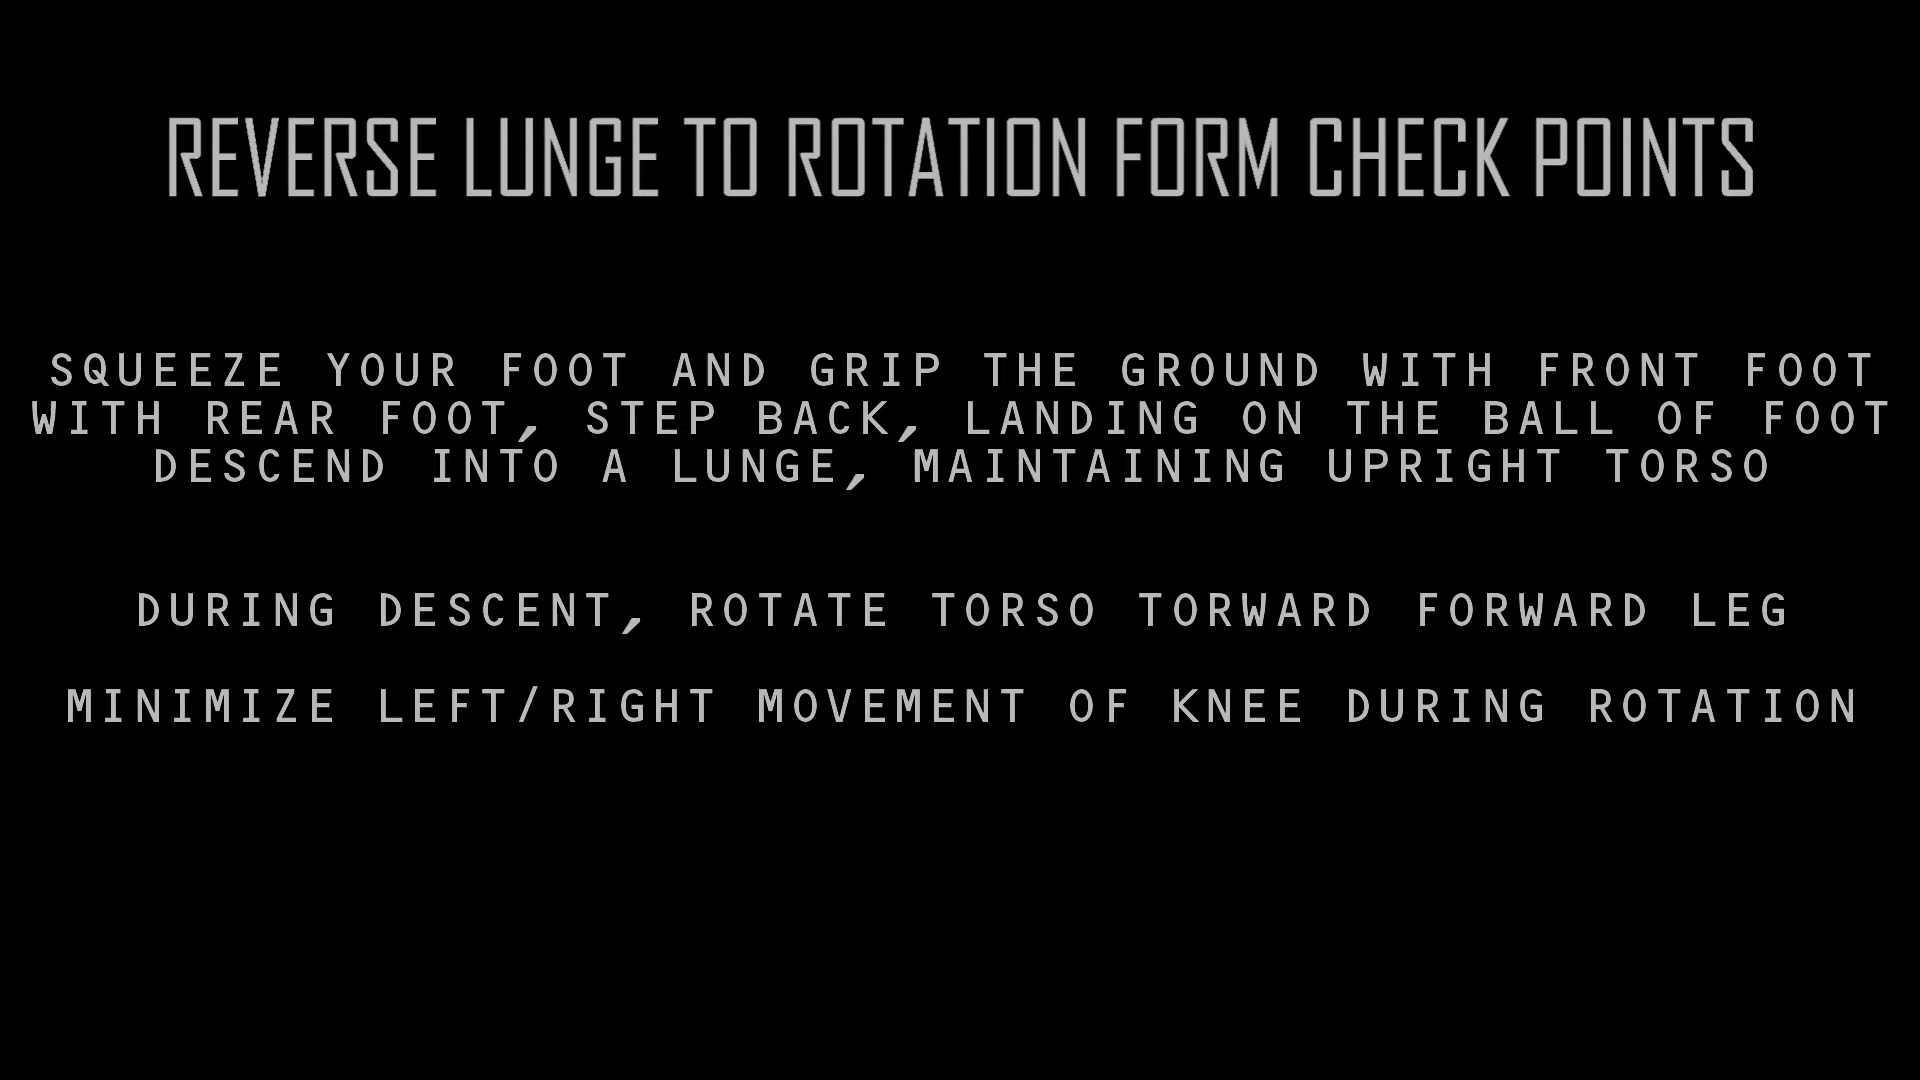 REVERSE LUNGE TO ROTATION FORM CHECK POINTS
SQUEEZE YOUR FOOT AND GRIP THE GROUND WITH FRONT FOOT
WITH REAR FOOT, STEP BACK, LANDING ON THE BALL OF FOOT
DESCEND INTO A LUNGE, MAINTAINING UPRIGHT TORSO
DURING DESCENT, ROTATE TORSO TORWARD FORWARD LEG
MINIMIZE LEFT/RIGHT MOVEMENT OF KNEE DURING ROTATION